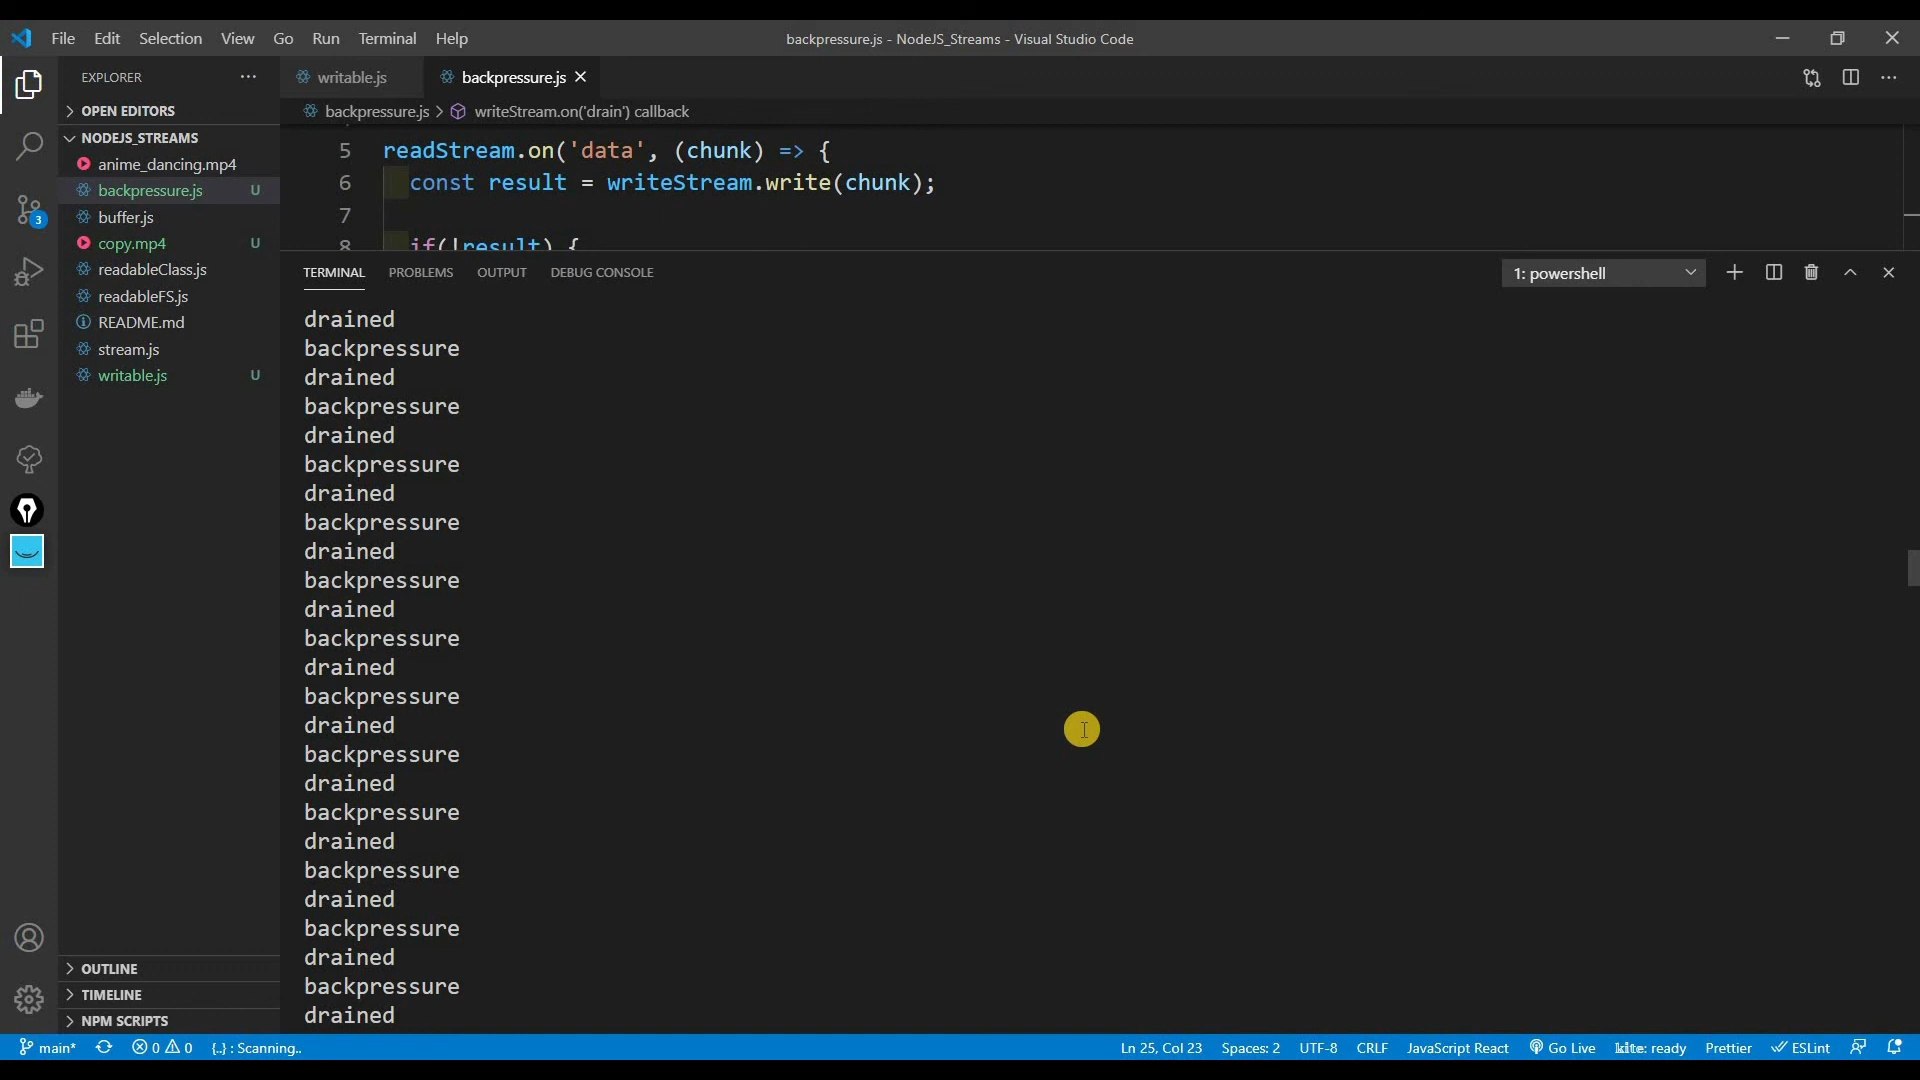 File Edit Selection View Go Run Terminal Help
backpressure.js - NodeJS_Streams - Visual Studio Code
EXPLORER
OPEN EDITORS
NODEJS_STREAMS
anime_dancing.mp4
backpressure.js U
buffer.js
copy.mp4 U
readableClass.js
readableFS.js
README.md
stream.js
writable.js U
OUTLINE
TIMELINE
NPM SCRIPTS
3
writable.js backpressure.js
backpressure.js > writeStream.on('drain') callback
5 readStream.on('data', (chunk) => {
6 const result = writeStream.write(chunk);
7
8 if(!result) {
TERMINAL PROBLEMS OUTPUT DEBUG CONSOLE
1: powershell
drained
backpressure
drained
backpressure
drained
backpressure
drained
backpressure
drained
backpressure
drained
backpressure
drained
backpressure
drained
backpressure
drained
backpressure
drained
backpressure
drained
backpressure
drained
backpressure
drained
main* 0 0 {..} : Scanning..
Ln 25, Col 23 Spaces: 2 UTF-8 CRLF JavaScript React Go Live kite: ready Prettier ESLint